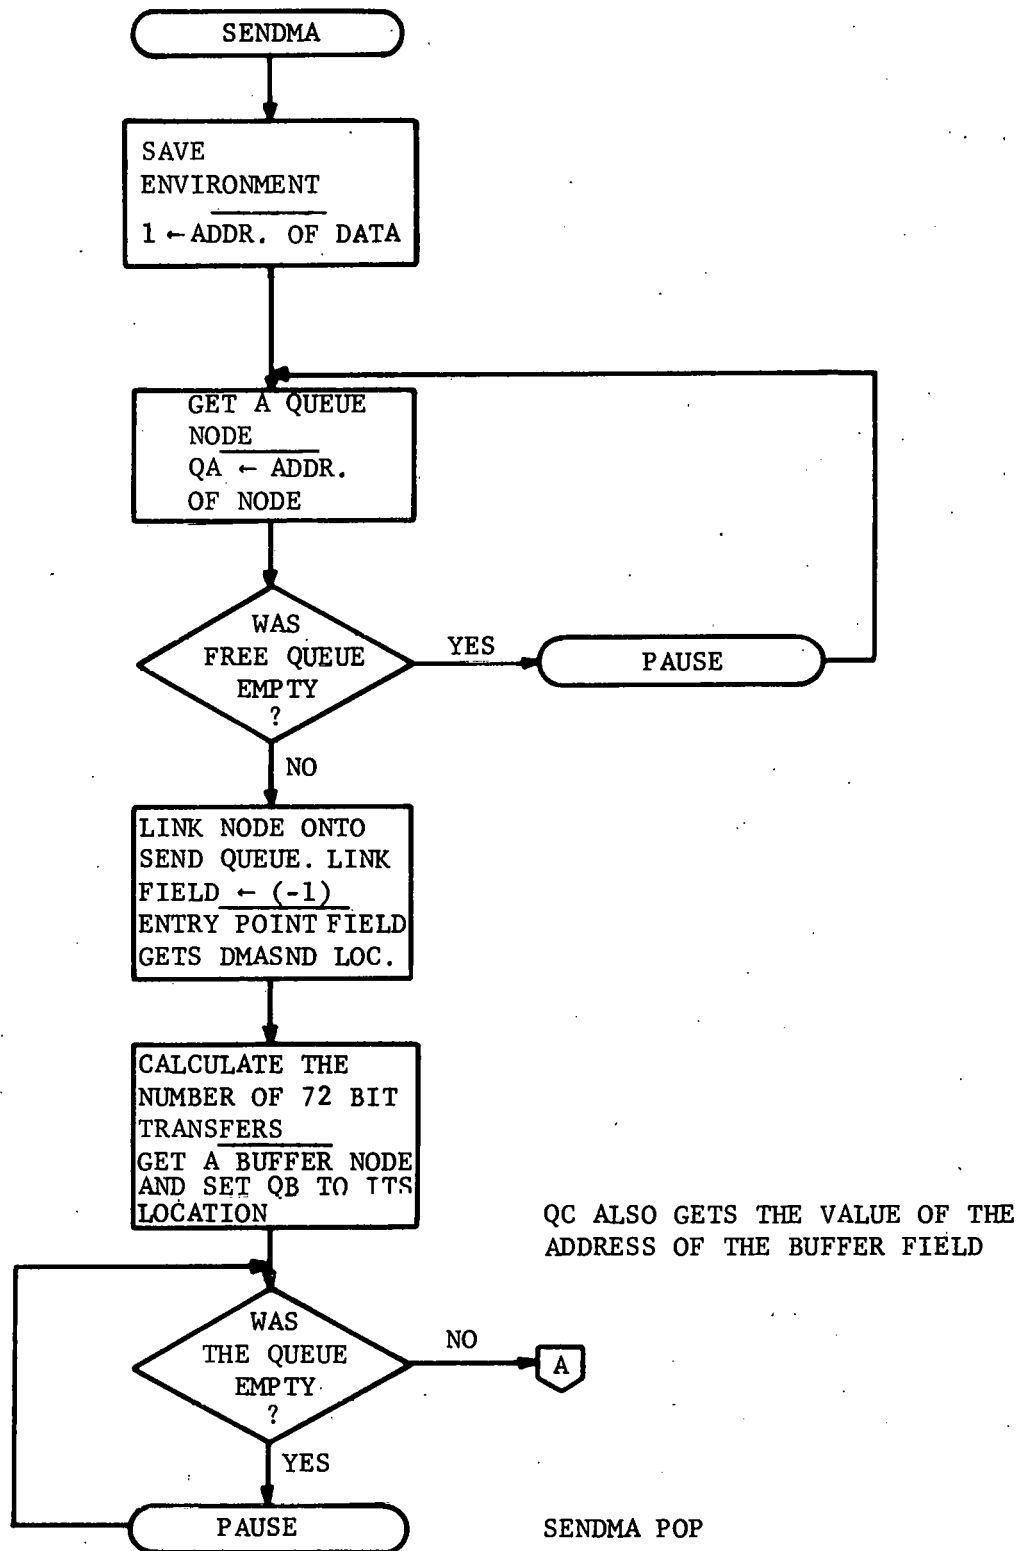 SENDMA
SAVE
ENVIRONMENT
1 ← ADDR. OF DATA
GET A QUEUE
NODE
QA ← ADDR.
OF NODE
WAS
FREE QUEUE
EMPTY
?
YES
PAUSE
NO
LINK NODE ONTO
SEND QUEUE. LINK
FIELD ← (-1)
ENTRY POINT FIELD
GETS DMASND LOC.
CALCULATE THE
NUMBER OF 72 BIT
TRANSFERS
GET A BUFFER NODE
AND SET QB TO ITS
LOCATION
QC ALSO GETS THE VALUE OF THE
ADDRESS OF THE BUFFER FIELD
WAS
THE QUEUE
EMPTY
?
NO
A
YES
PAUSE
SENDMA POP